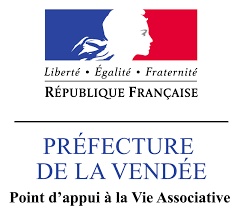 Liberté • Égalité • Fraternité
RÉPUBLIQUE FRANÇAISE
PRÉFECTURE
DE LA VENDÉE
Point d'appui à la Vie Associative